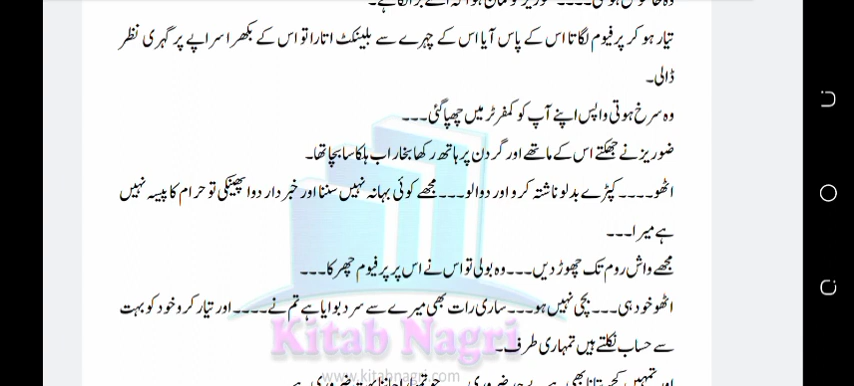 تیار ہو کر پرفیوم لگاتا اس کے پاس آیا اس کے چہرے سے بلینکٹ اتارا تو اس کے بکھرا سراپے پر گہری نظر
ڈالی۔
وہ سرخ ہوتی واپس اپنے آپ کو کمفرٹر میں چھپا گئی۔۔۔
ضوریز نے جھکتے اس کے ماتھے اور گردن پر ہاتھ رکھا بخار اب ہلکا سا بچا تھا۔
اٹھو۔۔۔۔ کپڑے بدلو ناشتہ کرو اور دوا لو۔۔۔ مجھے کوئی بہانہ نہیں سننا اور خبردار دوا پھینکی تو حرام کا پیسہ نہیں
ہے میرا۔۔۔
مجھے واش روم تک چھوڑ دیں۔۔۔ وہ بولی تو اس نے اس پر پرفیوم چھرکا۔۔۔
اٹھو خود ہی۔۔۔ بچی نہیں ہو۔۔۔ ساری رات بھی میرے سے سر دبوایا ہے تم نے۔۔۔۔ اور تیار کرو خود کو بہت
سے حساب نکلتے ہیں تمہاری طرف۔
Kitab Nagri
www.kitabnagri.com